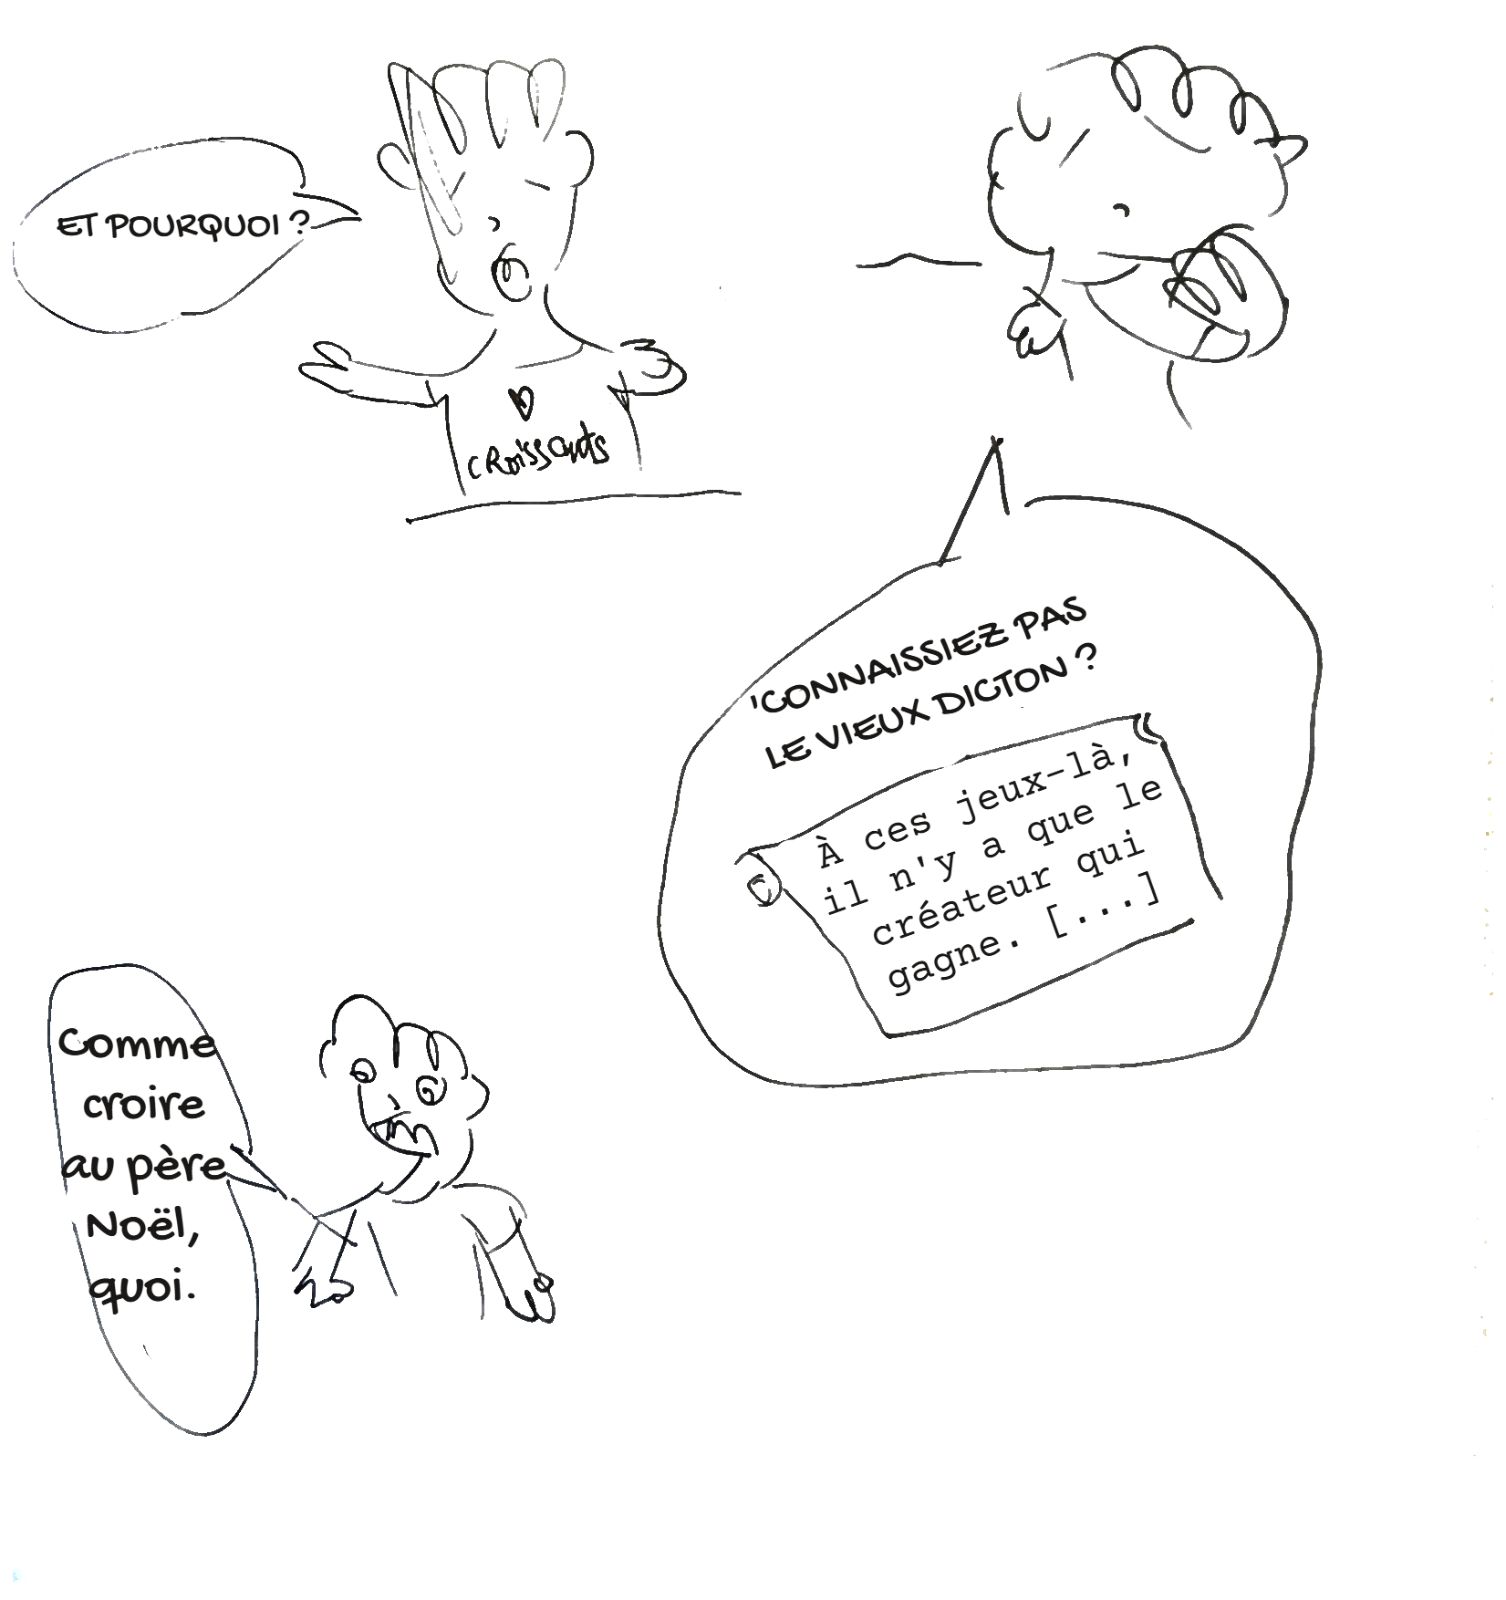 ET POURQUOI ?
♡
CROissants
'CONNAISSIEZ PAS
LE VIEUX DICTON ?
À ces jeux-là,
il n'y a que le
créateur qui
gagne. [...]
Comme
croire
au père
Noël,
quoi.